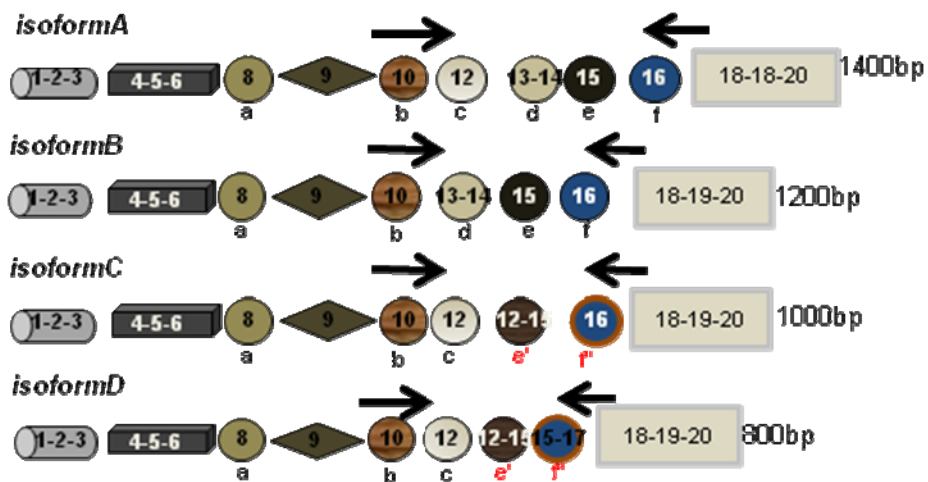 isoformA
1-2-3 4-5-6 8 9 10 12 13-14 15 16 18-18-20 1400bp
a b c d e f
isoformB
1-2-3 4-5-6 8 9 10 13-14 15 16 18-19-20 1200bp
a b d e f
isoformC
1-2-3 4-5-6 8 9 10 12 12-15 16 18-19-20 1000bp
a b c e' f'
isoformD
1-2-3 4-5-6 8 9 10 12 12-15 15-17 18-19-20 800bp
a b c e' f"